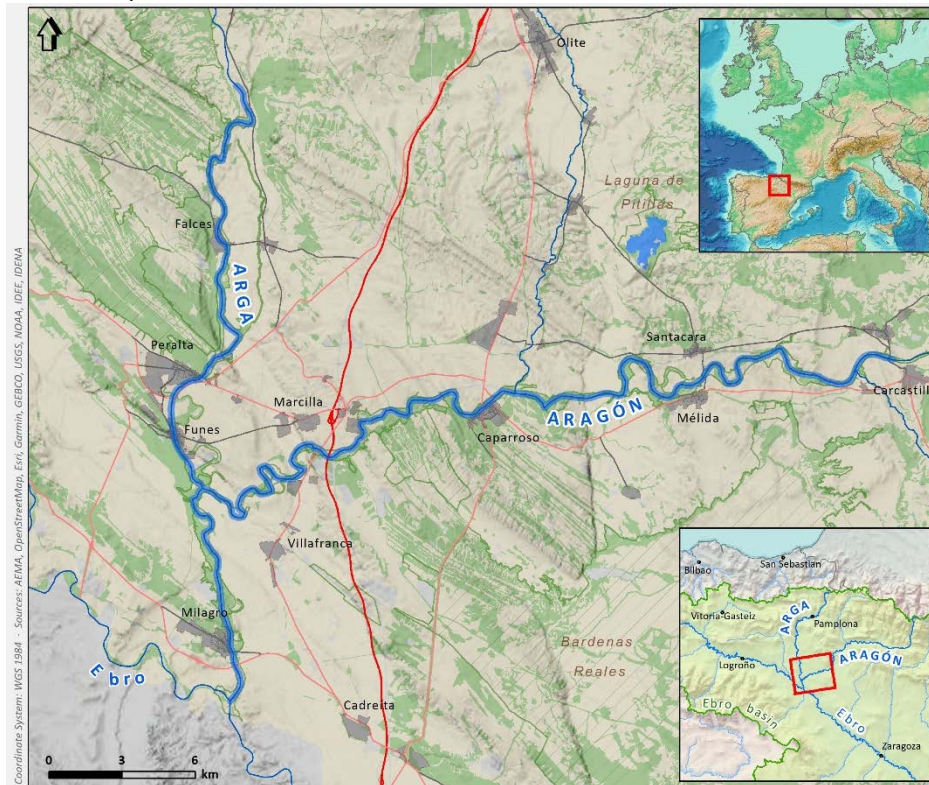 Olite
Laguna de
Pitillas
Falces
ARGA
Peralta
Santacara
Marcilla
Carcastill
ARAGÓN
Mélida
Funes
Caparroso
Villafranca
Milagro
Bardenas
Reales
Ebro
Cadreita
0 3 6
km
Coordinate System: WGS 1984 - Sources: AEMA, OpenStreetMap, Esri, Garmin, GEBCO, USGS, NOAA, IDEE, IDENA
Bilbao
San Sebastian
Vitoria-Gasteiz
ARGA
Pamplona
Logroño
ARAGÓN
Ebro basin
Ebro
Zaragoza